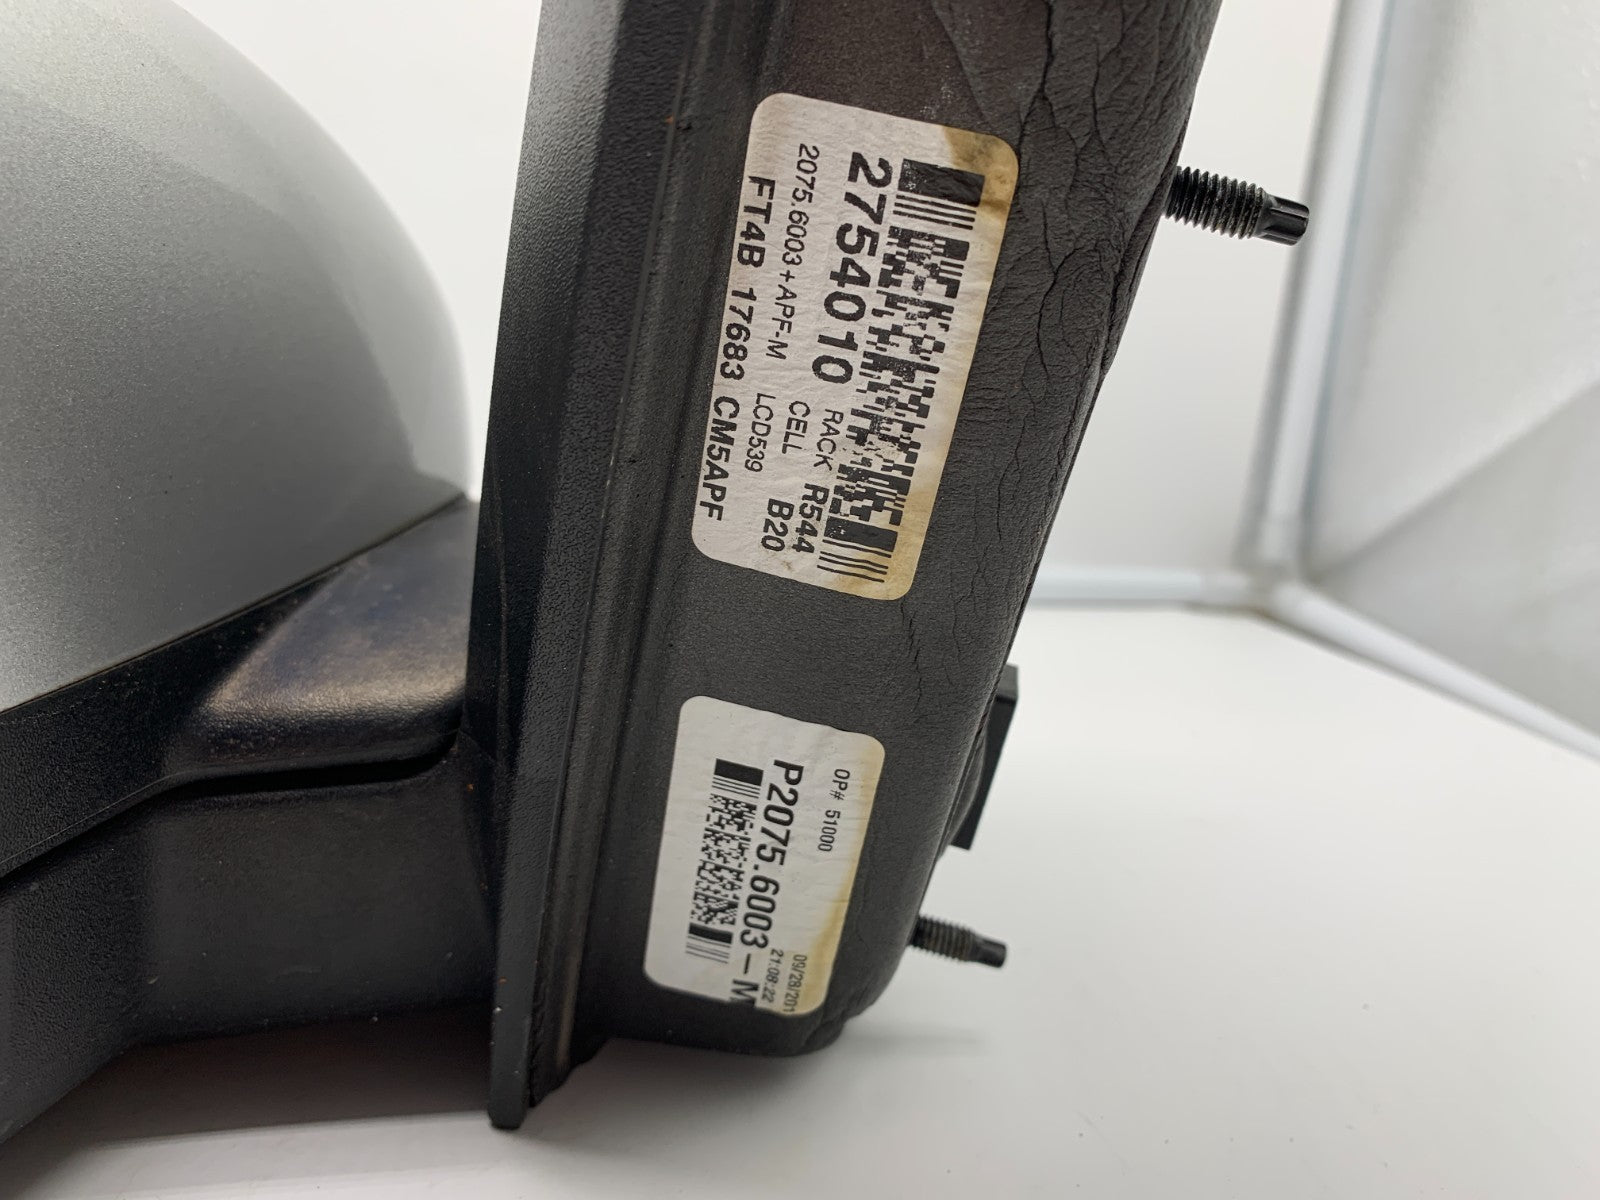 2754010
RACK R544
2075.6003+APF-M CELL B20
LCD539
FT4B 17683 CM5APF
OP# 51000
09/28/201
21:08:22
P2075.6003-M